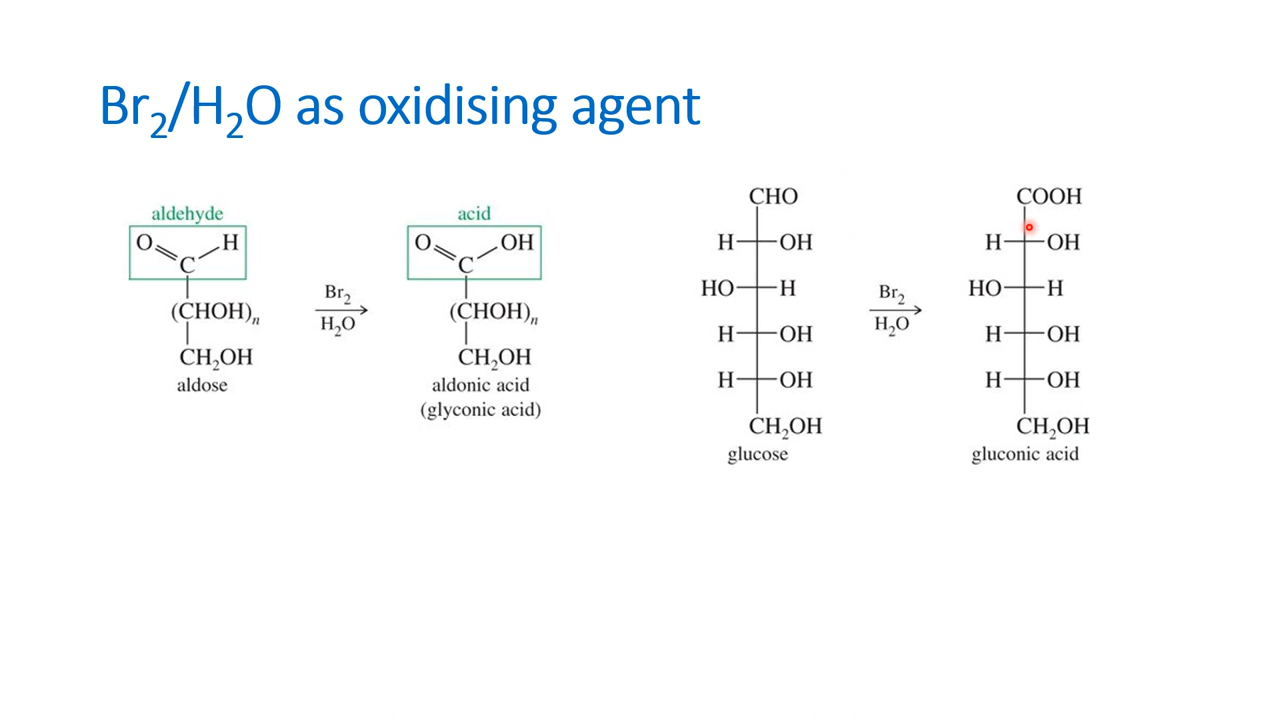 Br₂/H₂O as oxidising agent
aldehyde
O H
C
(CHOH)ₙ
CH₂OH
aldose
Br₂
H₂O
acid
O OH
C
(CHOH)ₙ
CH₂OH
aldonic acid
(glyconic acid)
CHO
H OH
HO H
H OH
H OH
CH₂OH
glucose
Br₂
H₂O
COOH
H OH
HO H
H OH
H OH
CH₂OH
gluconic acid